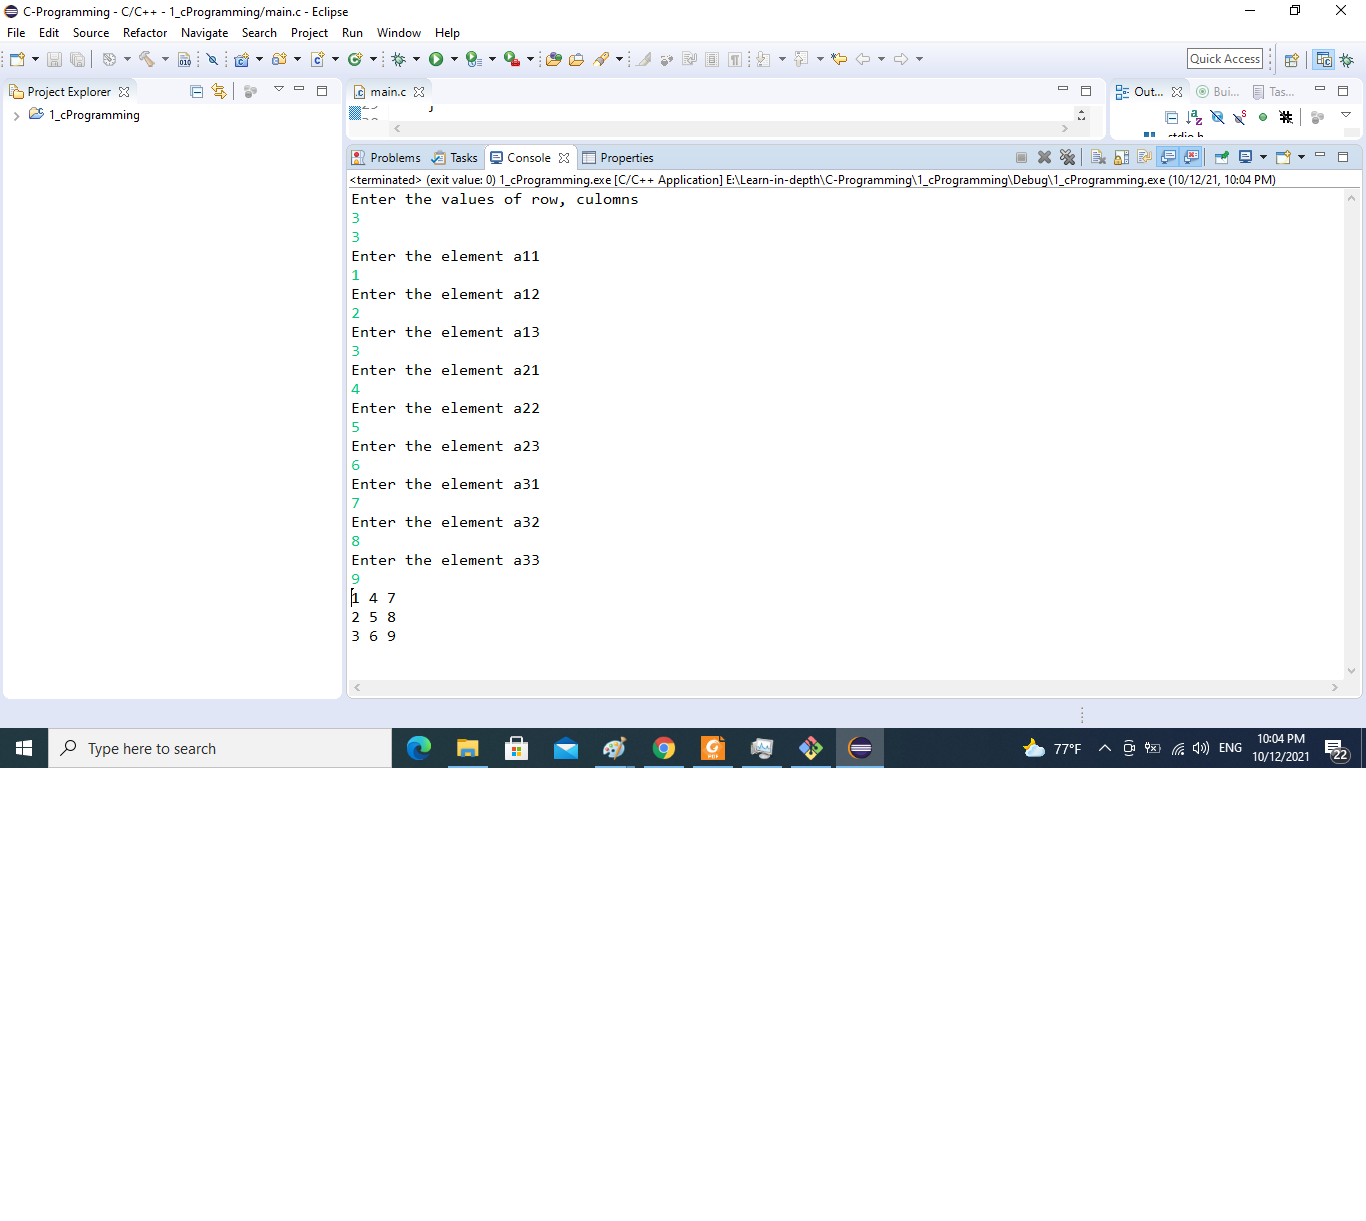 C-Programming - C/C++ - 1_cProgramming/main.c - Eclipse
File Edit Source Refactor Navigate Search Project Run Window Help
Quick Access
Project Explorer
main.c
Out... Bui... Tas...
1_cProgramming
Problems Tasks Console Properties
<terminated> (exit value: 0) 1_cProgramming.exe [C/C++ Application] E:\Learn-in-depth\C-Programming\1_cProgramming\Debug\1_cProgramming.exe (10/12/21, 10:04 PM)
Enter the values of row, culomns
3
3
Enter the element a11
1
Enter the element a12
2
Enter the element a13
3
Enter the element a21
4
Enter the element a22
5
Enter the element a23
6
Enter the element a31
7
Enter the element a32
8
Enter the element a33
9
1 4 7
2 5 8
3 6 9
Type here to search
77°F
ENG
10:04 PM
10/12/2021
22